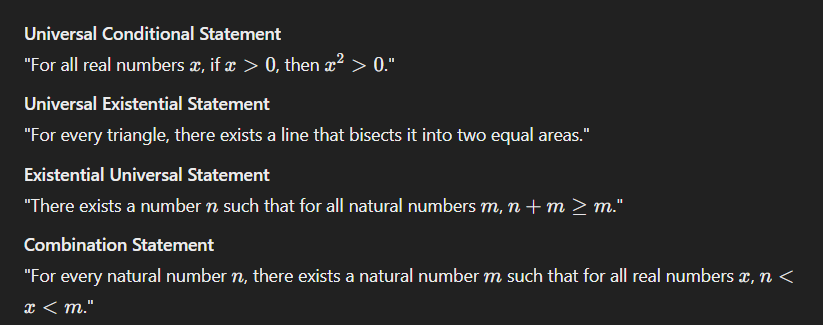 Universal Conditional Statement
"For all real numbers x, if x > 0, then x² > 0."
Universal Existential Statement
"For every triangle, there exists a line that bisects it into two equal areas."
Existential Universal Statement
"There exists a number n such that for all natural numbers m, n + m ≥ m."
Combination Statement
"For every natural number n, there exists a natural number m such that for all real numbers x, n <
x < m."